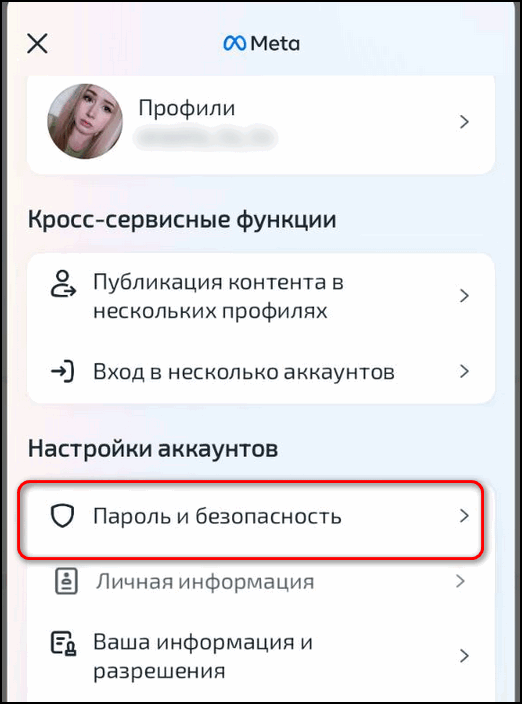 Meta
Профили
Кросс-сервисные функции
Публикация контента в
нескольких профилях
Вход в несколько аккаунтов
Настройки аккаунтов
Пароль и безопасность
Личная информация
Ваша информация и
разрешения